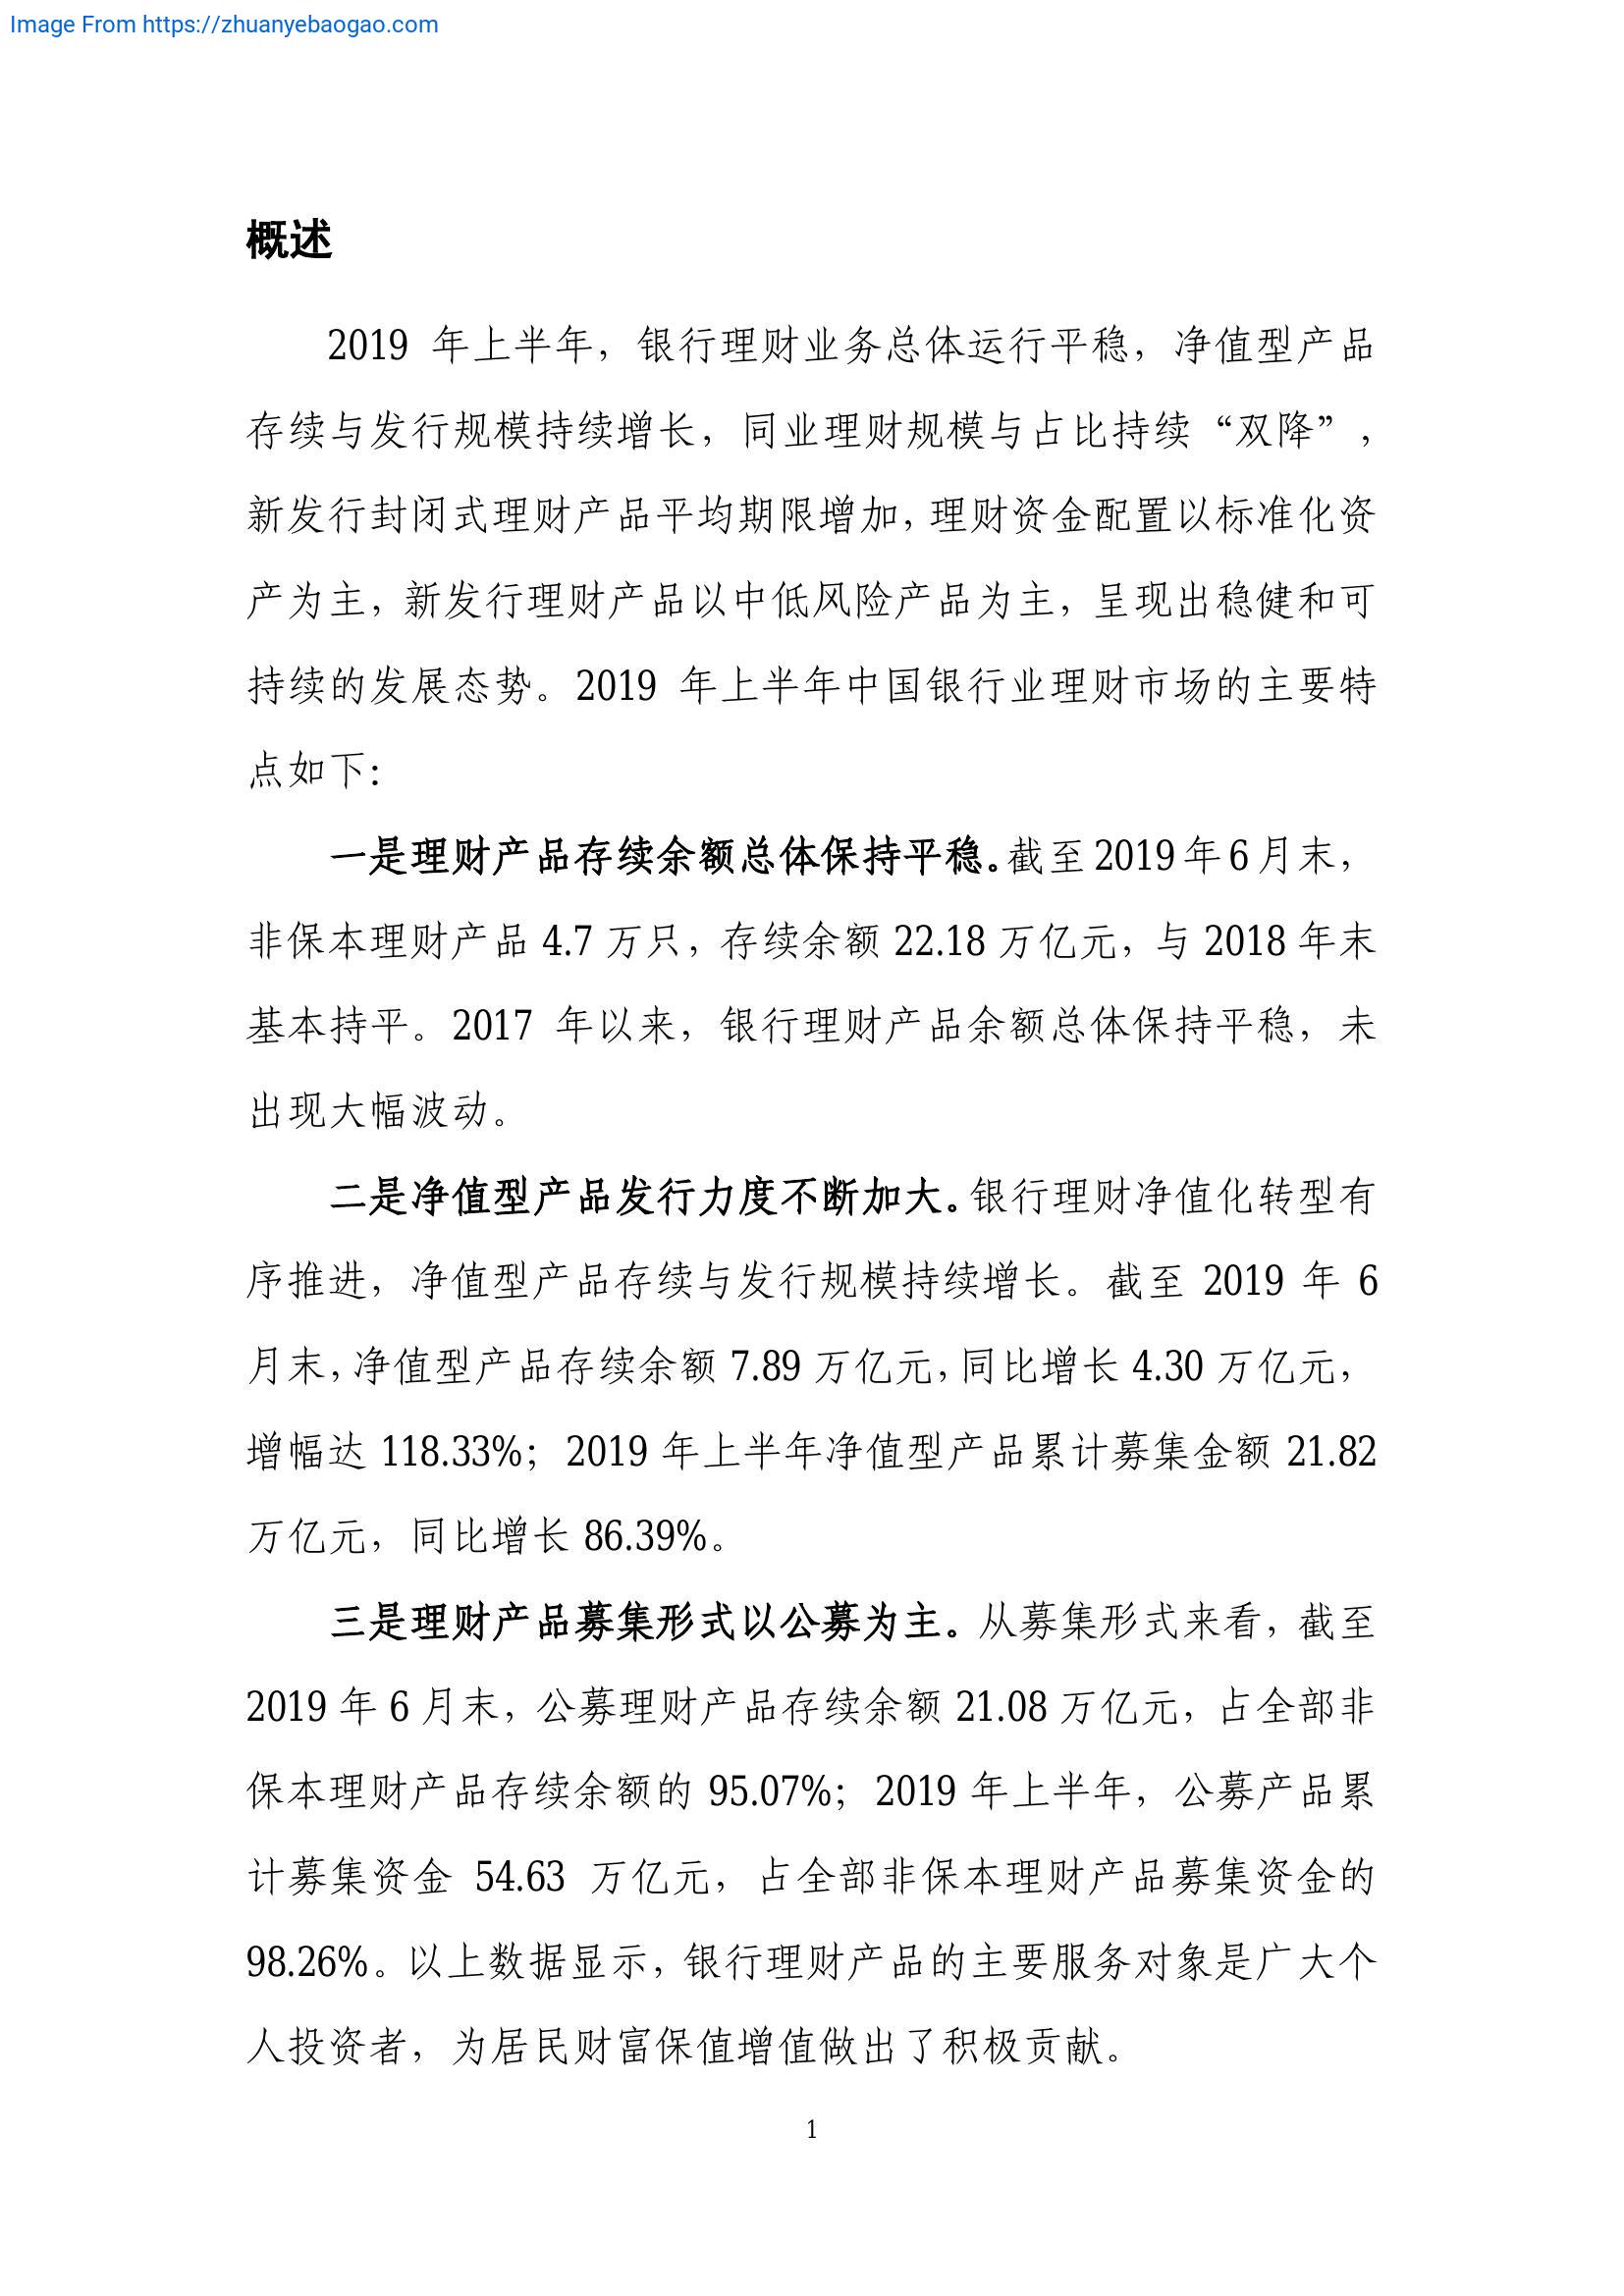 Image From https://zhuanyebaogao.com
概述
2019 年上半年，银行理财业务总体运行平稳，净值型产品
存续与发行规模持续增长，同业理财规模与占比持续“双降”，
新发行封闭式理财产品平均期限增加，理财资金配置以标准化资
产为主，新发行理财产品以中低风险产品为主，呈现出稳健和可
持续的发展态势。2019 年上半年中国银行业理财市场的主要特
点如下：
一是理财产品存续余额总体保持平稳。截至 2019 年 6 月末，
非保本理财产品 4.7 万只，存续余额 22.18 万亿元，与 2018 年末
基本持平。2017 年以来，银行理财产品余额总体保持平稳，未
出现大幅波动。
二是净值型产品发行力度不断加大。银行理财净值化转型有
序推进，净值型产品存续与发行规模持续增长。截至 2019 年 6
月末，净值型产品存续余额 7.89 万亿元，同比增长 4.30 万亿元，
增幅达 118.33%；2019 年上半年净值型产品累计募集金额 21.82
万亿元，同比增长 86.39%。
三是理财产品募集形式以公募为主。从募集形式来看，截至
2019 年 6 月末，公募理财产品存续余额 21.08 万亿元，占全部非
保本理财产品存续余额的 95.07%；2019 年上半年，公募产品累
计募集资金 54.63 万亿元，占全部非保本理财产品募集资金的
98.26%。以上数据显示，银行理财产品的主要服务对象是广大个
人投资者，为居民财富保值增值做出了积极贡献。
1